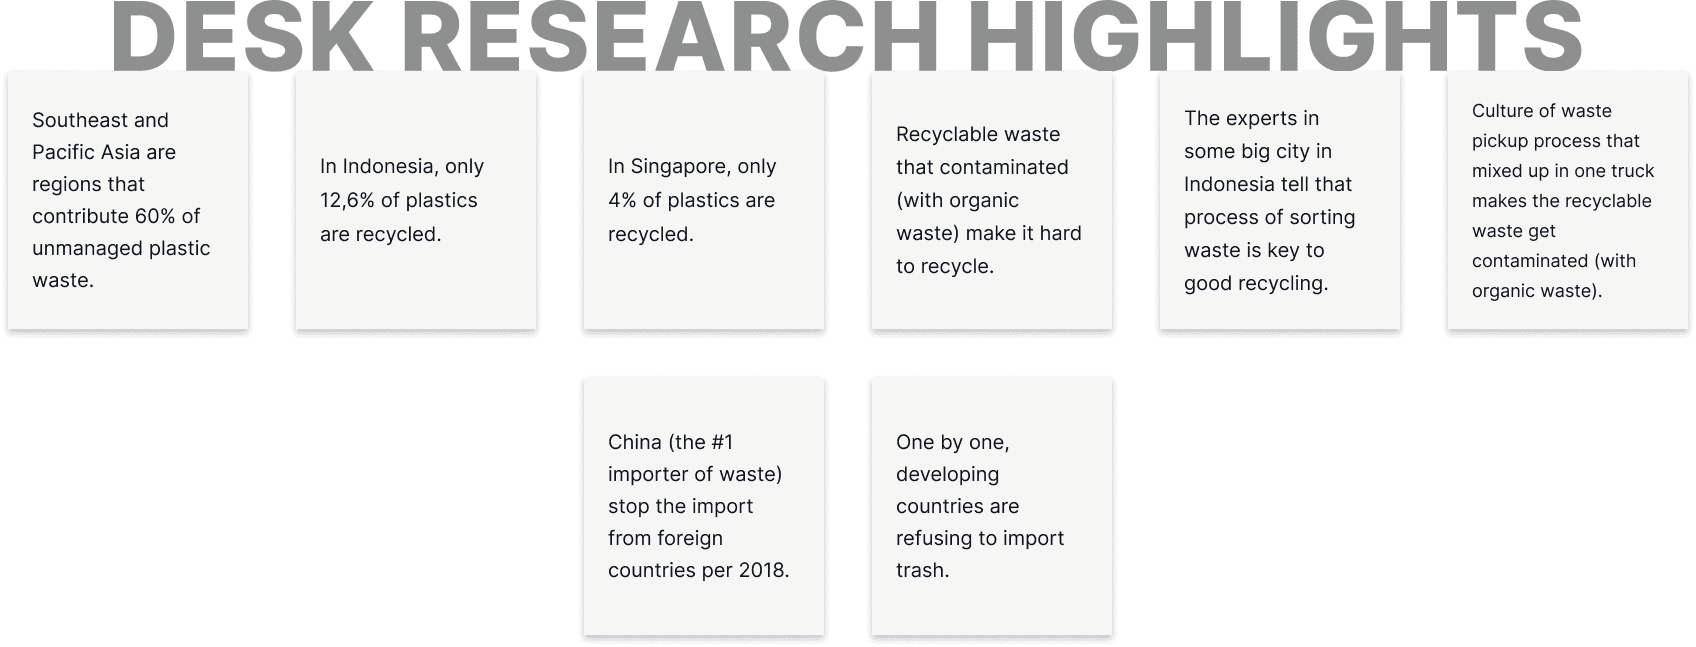 DESK RESEARCH HIGHLIGHTS
Southeast and
Pacific Asia are
regions that
contribute 60% of
unmanaged plastic
waste.
In Indonesia, only
12,6% of plastics
are recycled.
In Singapore, only
4% of plastics are
recycled.
Recyclable waste
that contaminated
(with organic
waste) make it hard
to recycle.
The experts in
some big city in
Indonesia tell that
process of sorting
waste is key to
good recycling.
Culture of waste
pickup process that
mixed up in one truck
makes the recyclable
waste get
contaminated (with
organic waste).
China (the #1
importer of waste)
stop the import
from foreign
countries per 2018.
One by one,
developing
countries are
refusing to import
trash.